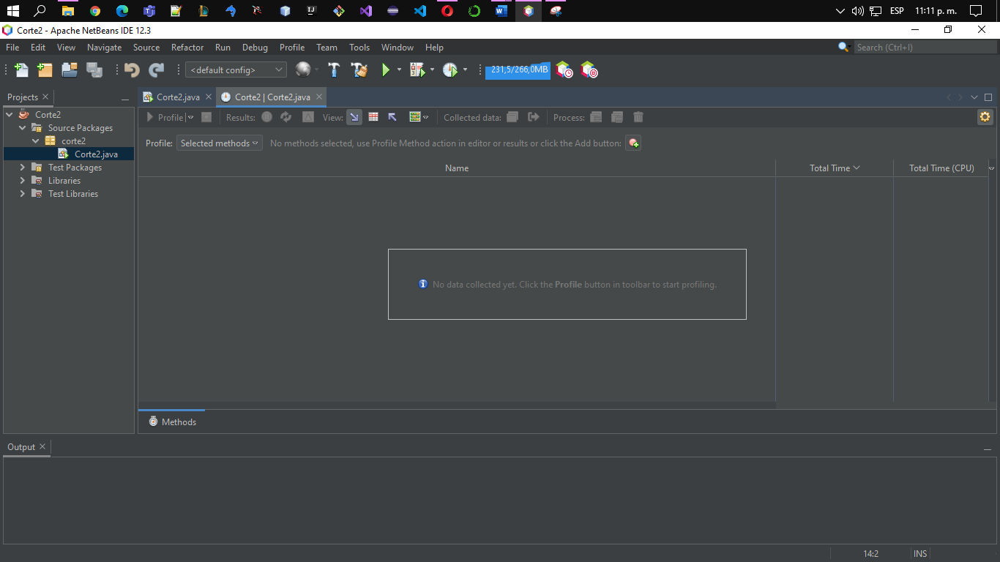 ESP 11:11 p. m.
Corte2 - Apache NetBeans IDE 12.3
File Edit View Navigate Source Refactor Run Debug Profile Team Tools Window Help Search (Ctrl+I)
<default config> 231,5/266,0MB
Projects Corte2.java Corte2 | Corte2.java
Corte2
Source Packages
corte2
Corte2.java
Test Packages
Libraries
Test Libraries
Profile Results: View: Collected data: Process:
Profile: Selected methods No methods selected, use Profile Method action in editor or results or click the Add button:
Name Total Time Total Time (CPU)
No data collected yet. Click the Profile button in toolbar to start profiling.
Methods
Output
14:2 INS